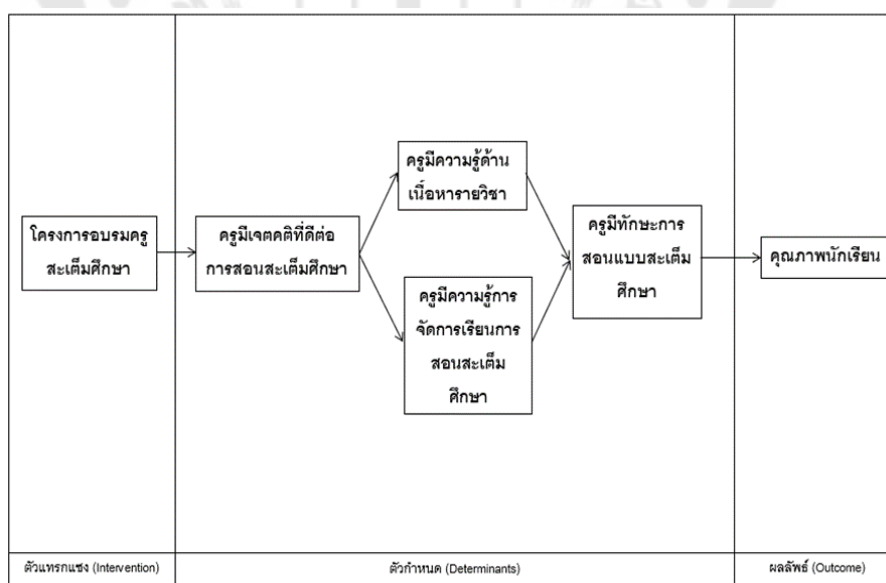 โครงการอบรมครู
สะเต็มศึกษา
ครูมีเจตคติที่ดีต่อ
การสอนสะเต็มศึกษา
ครูมีความรู้ด้าน
เนื้อหารายวิชา
ครูมีความรู้การ
จัดการเรียนการ
สอนสะเต็ม
ศึกษา
ครูมีทักษะการ
สอนแบบสะเต็ม
ศึกษา
คุณภาพนักเรียน
ตัวแทรกแซง (Intervention)
ตัวกำหนด (Determinants)
ผลลัพธ์ (Outcome)